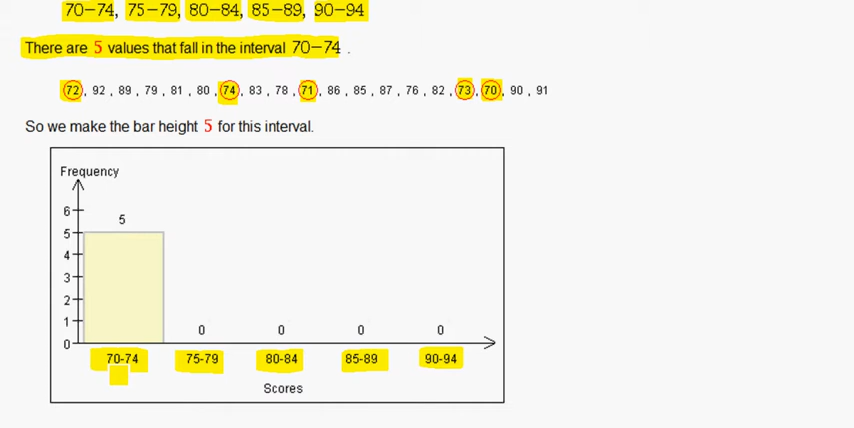 70−74, 75−79, 80−84, 85−89, 90−94
There are 5 values that fall in the interval 70−74 .
72 , 92 , 89 , 79 , 81 , 80 , 74 , 83 , 78 , 71 , 86 , 85 , 87 , 76 , 82 , 73 , 70 , 90 , 91
So we make the bar height 5 for this interval.
Frequency
6
5
5
4
3
2
1
0
0 0 0 0
70-74 75-79 80-84 85-89 90-94
Scores